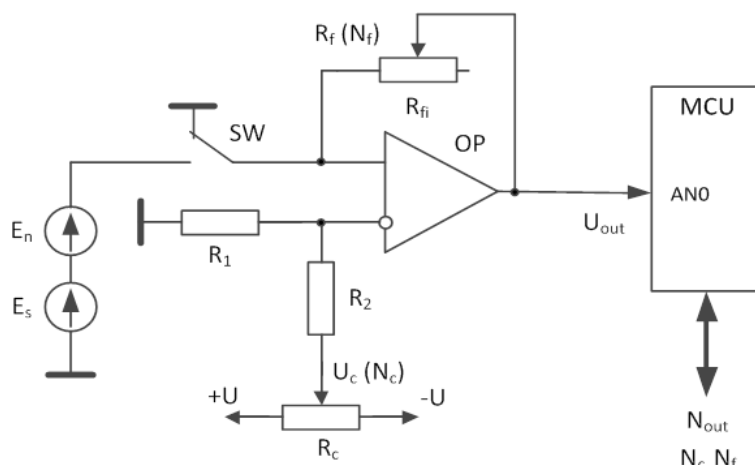 R_f (N_f)
MCU
R_fi
SW
OP
AN0
U_out
E_n
R_1
E_s
R_2
U_c (N_c)
+U
-U
R_c
N_out
N_c N_f